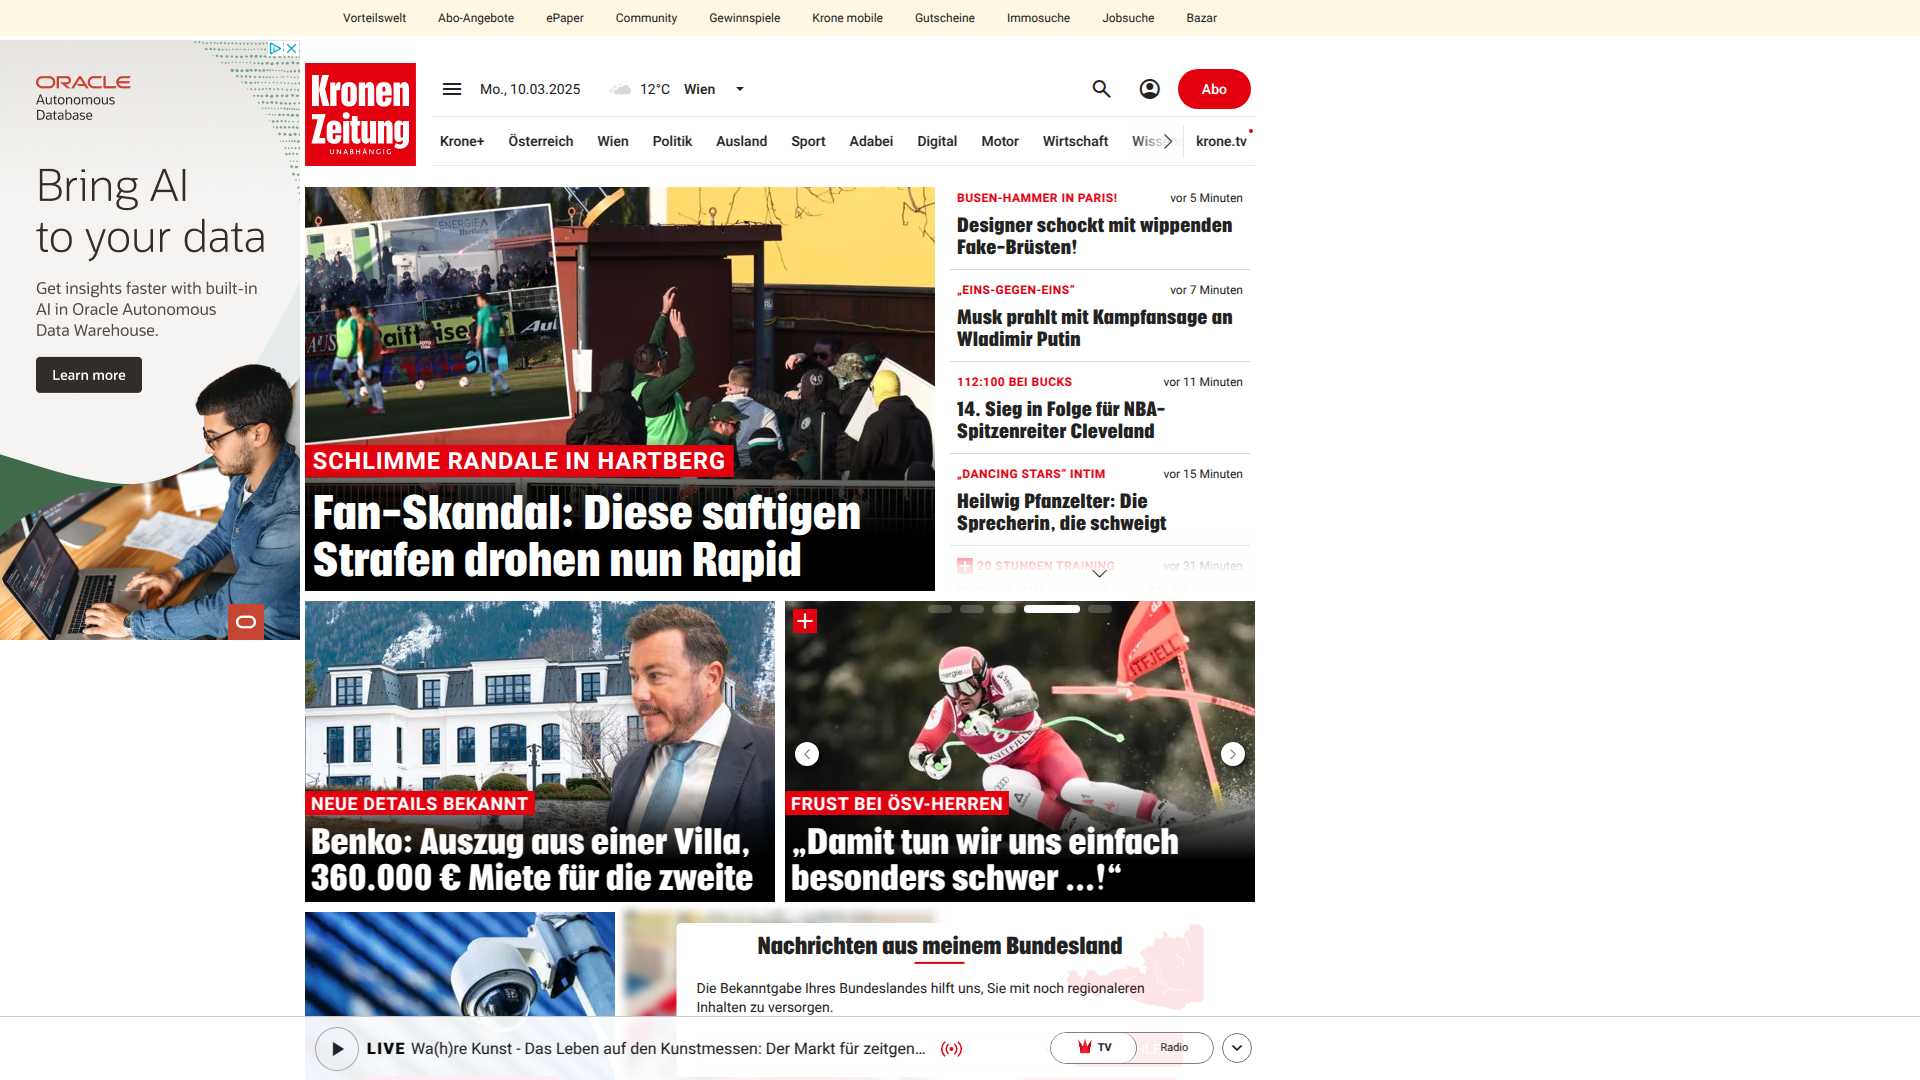 Vorteilswelt Abo-Angebote ePaper Community Gewinnspiele Krone mobile Gutscheine Immosuche Jobsuche Bazar
ORACLE
Autonomous
Database
Bring AI
to your data
Get insights faster with built-in
AI in Oracle Autonomous
Data Warehouse.
Learn more
Kronen
Zeitung
UNABHÄNGIG
Mo., 10.03.2025 12°C Wien
Abo
Krone+ Österreich Wien Politik Ausland Sport Adabei Digital Motor Wirtschaft krone.tv
ENERGIE
Hartberg
Raiffeisen
SCHLIMME RANDALE IN HARTBERG
Fan-Skandal: Diese saftigen
Strafen drohen nun Rapid
BUSEN-HAMMER IN PARIS! vor 5 Minuten
Designer schockt mit wippenden
Fake-Brüsten!
„EINS-GEGEN-EINS“ vor 7 Minuten
Musk prahlt mit Kampfansage an
Wladimir Putin
112:100 BEI BUCKS vor 11 Minuten
14. Sieg in Folge für NBA-
Spitzenreiter Cleveland
„DANCING STARS“ INTIM vor 15 Minuten
Heilwig Pfanzelter: Die
Sprecherin, die schweigt
20 STUNDEN TRAINING vor 31 Minuten
NEUE DETAILS BEKANNT
Benko: Auszug aus einer Villa,
360.000 € Miete für die zweite
FRUST BEI ÖSV-HERREN
„Damit tun wir uns einfach
besonders schwer ...!“
Nachrichten aus meinem Bundesland
Die Bekanntgabe Ihres Bundeslandes hilft uns, Sie mit noch regionaleren
Inhalten zu versorgen.
LIVE Wa(h)re Kunst - Das Leben auf den Kunstmessen: Der Markt für zeitgen...
TV Radio